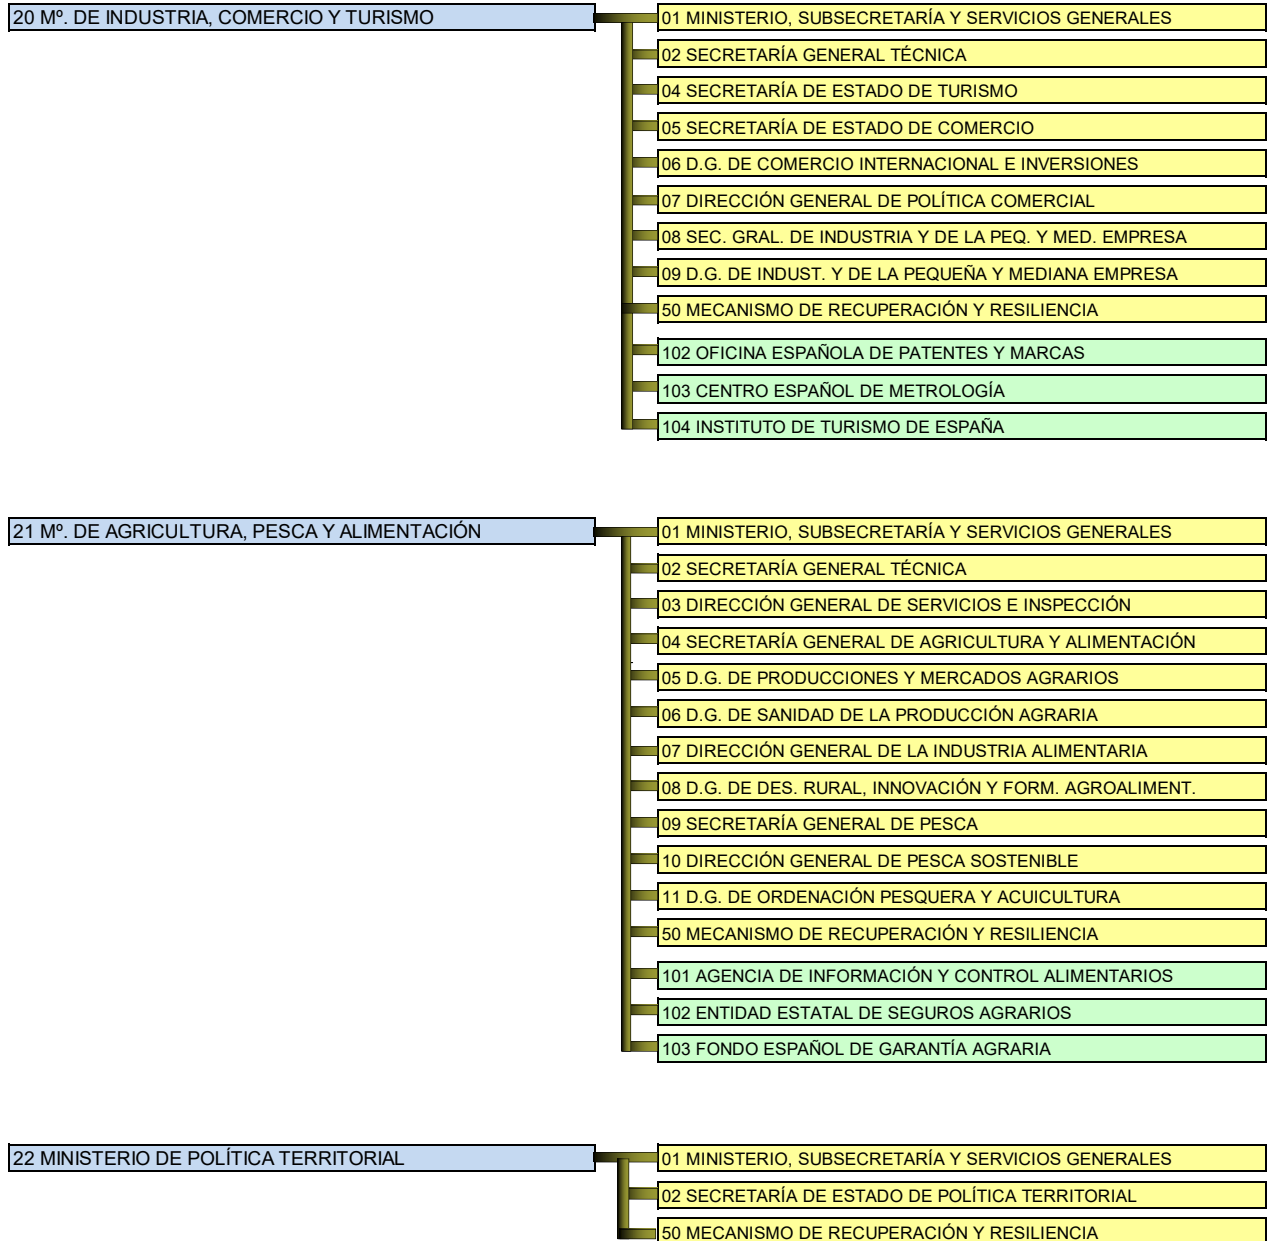 20 Mº. DE INDUSTRIA, COMERCIO Y TURISMO
01 MINISTERIO, SUBSECRETARÍA Y SERVICIOS GENERALES
02 SECRETARÍA GENERAL TÉCNICA
04 SECRETARÍA DE ESTADO DE TURISMO
05 SECRETARÍA DE ESTADO DE COMERCIO
06 D.G. DE COMERCIO INTERNACIONAL E INVERSIONES
07 DIRECCIÓN GENERAL DE POLÍTICA COMERCIAL
08 SEC. GRAL. DE INDUSTRIA Y DE LA PEQ. Y MED. EMPRESA
09 D.G. DE INDUST. Y DE LA PEQUEÑA Y MEDIANA EMPRESA
50 MECANISMO DE RECUPERACIÓN Y RESILIENCIA
102 OFICINA ESPAÑOLA DE PATENTES Y MARCAS
103 CENTRO ESPAÑOL DE METROLOGÍA
104 INSTITUTO DE TURISMO DE ESPAÑA
21 Mº. DE AGRICULTURA, PESCA Y ALIMENTACIÓN
01 MINISTERIO, SUBSECRETARÍA Y SERVICIOS GENERALES
02 SECRETARÍA GENERAL TÉCNICA
03 DIRECCIÓN GENERAL DE SERVICIOS E INSPECCIÓN
04 SECRETARÍA GENERAL DE AGRICULTURA Y ALIMENTACIÓN
05 D.G. DE PRODUCCIONES Y MERCADOS AGRARIOS
06 D.G. DE SANIDAD DE LA PRODUCCIÓN AGRARIA
07 DIRECCIÓN GENERAL DE LA INDUSTRIA ALIMENTARIA
08 D.G. DE DES. RURAL, INNOVACIÓN Y FORM. AGROALIMENT.
09 SECRETARÍA GENERAL DE PESCA
10 DIRECCIÓN GENERAL DE PESCA SOSTENIBLE
11 D.G. DE ORDENACIÓN PESQUERA Y ACUICULTURA
50 MECANISMO DE RECUPERACIÓN Y RESILIENCIA
101 AGENCIA DE INFORMACIÓN Y CONTROL ALIMENTARIOS
102 ENTIDAD ESTATAL DE SEGUROS AGRARIOS
103 FONDO ESPAÑOL DE GARANTÍA AGRARIA
22 MINISTERIO DE POLÍTICA TERRITORIAL
01 MINISTERIO, SUBSECRETARÍA Y SERVICIOS GENERALES
02 SECRETARÍA DE ESTADO DE POLÍTICA TERRITORIAL
50 MECANISMO DE RECUPERACIÓN Y RESILIENCIA